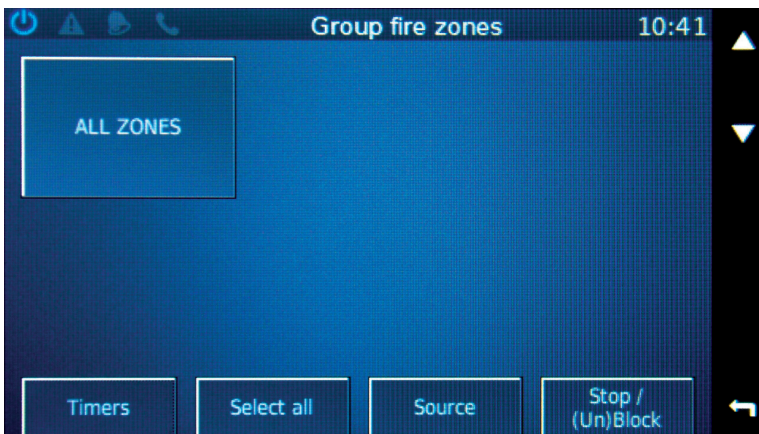 Group fire zones 10:41
ALL ZONES
Timers
Select all
Source
Stop /
(Un)Block